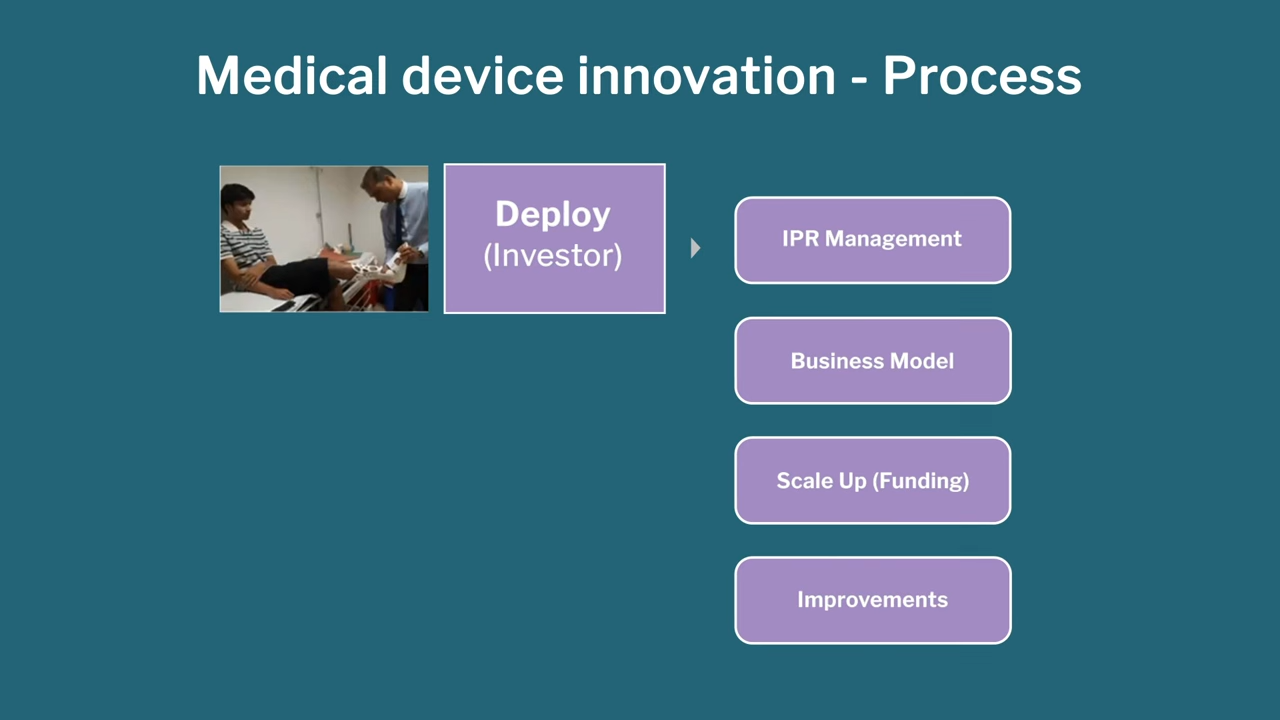 Medical device innovation - Process
Deploy
(Investor)
IPR Management
Business Model
Scale Up (Funding)
Improvements